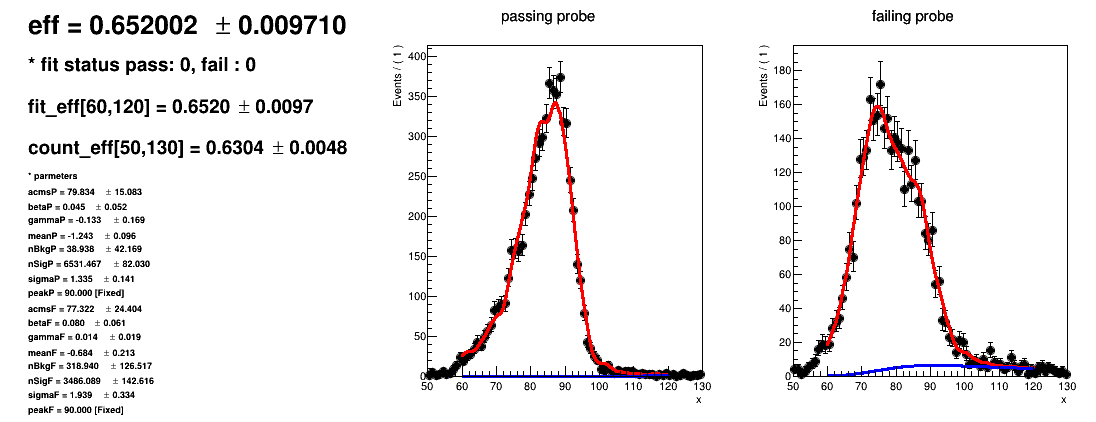 eff = 0.652002 ± 0.009710
* fit status pass: 0, fail : 0
fit_eff[60,120] = 0.6520 ± 0.0097
count_eff[50,130] = 0.6304 ± 0.0048
* parmeters
acmsP = 79.834 ± 15.083
betaP = 0.045 ± 0.052
gammaP = -0.133 ± 0.169
meanP = -1.243 ± 0.096
nBkgP = 38.938 ± 42.169
nSigP = 6531.467 ± 82.030
sigmaP = 1.335 ± 0.141
peakP = 90.000 [Fixed]
acmsF = 77.322 ± 24.404
betaF = 0.080 ± 0.061
gammaF = 0.014 ± 0.019
meanF = -0.684 ± 0.213
nBkgF = 318.940 ± 126.517
nSigF = 3486.089 ± 142.616
sigmaF = 1.939 ± 0.334
peakF = 90.000 [Fixed]
passing probe
Events / ( 1 )
400
350
300
250
200
150
100
50
0
50 60 70 80 90 100 110 120 130
x
failing probe
Events / ( 1 )
180
160
140
120
100
80
60
40
20
0
50 60 70 80 90 100 110 120 130
x